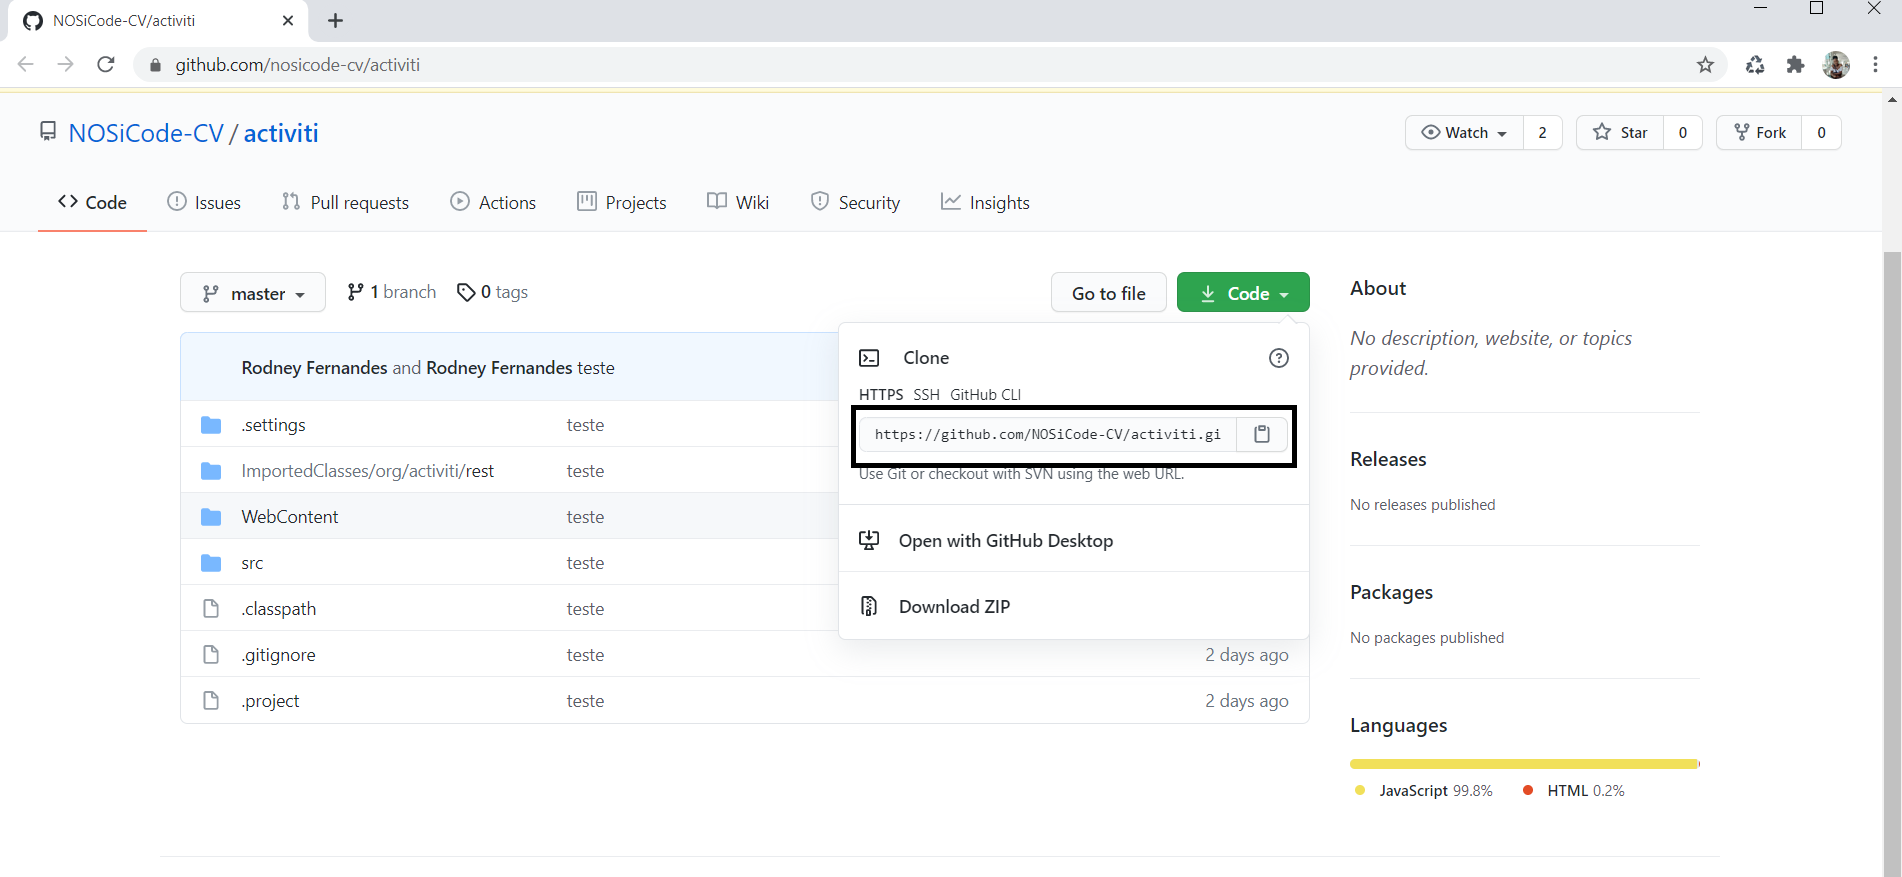 NOSiCode-CV/activiti
github.com/nosicode-cv/activiti
NOSiCode-CV / activiti
Watch 2 Star 0 Fork 0
Code Issues Pull requests Actions Projects Wiki Security Insights
master 1 branch 0 tags Go to file Code
Rodney Fernandes and Rodney Fernandes teste
.settings teste
ImportedClasses/org/activiti/rest teste
WebContent teste
src teste
.classpath teste
.gitignore teste 2 days ago
.project teste 2 days ago
Clone
HTTPS SSH GitHub CLI
https://github.com/NOSiCode-CV/activiti.gi
Use Git or checkout with SVN using the web URL.
Open with GitHub Desktop
Download ZIP
About
No description, website, or topics
provided.
Releases
No releases published
Packages
No packages published
Languages
JavaScript 99.8% HTML 0.2%